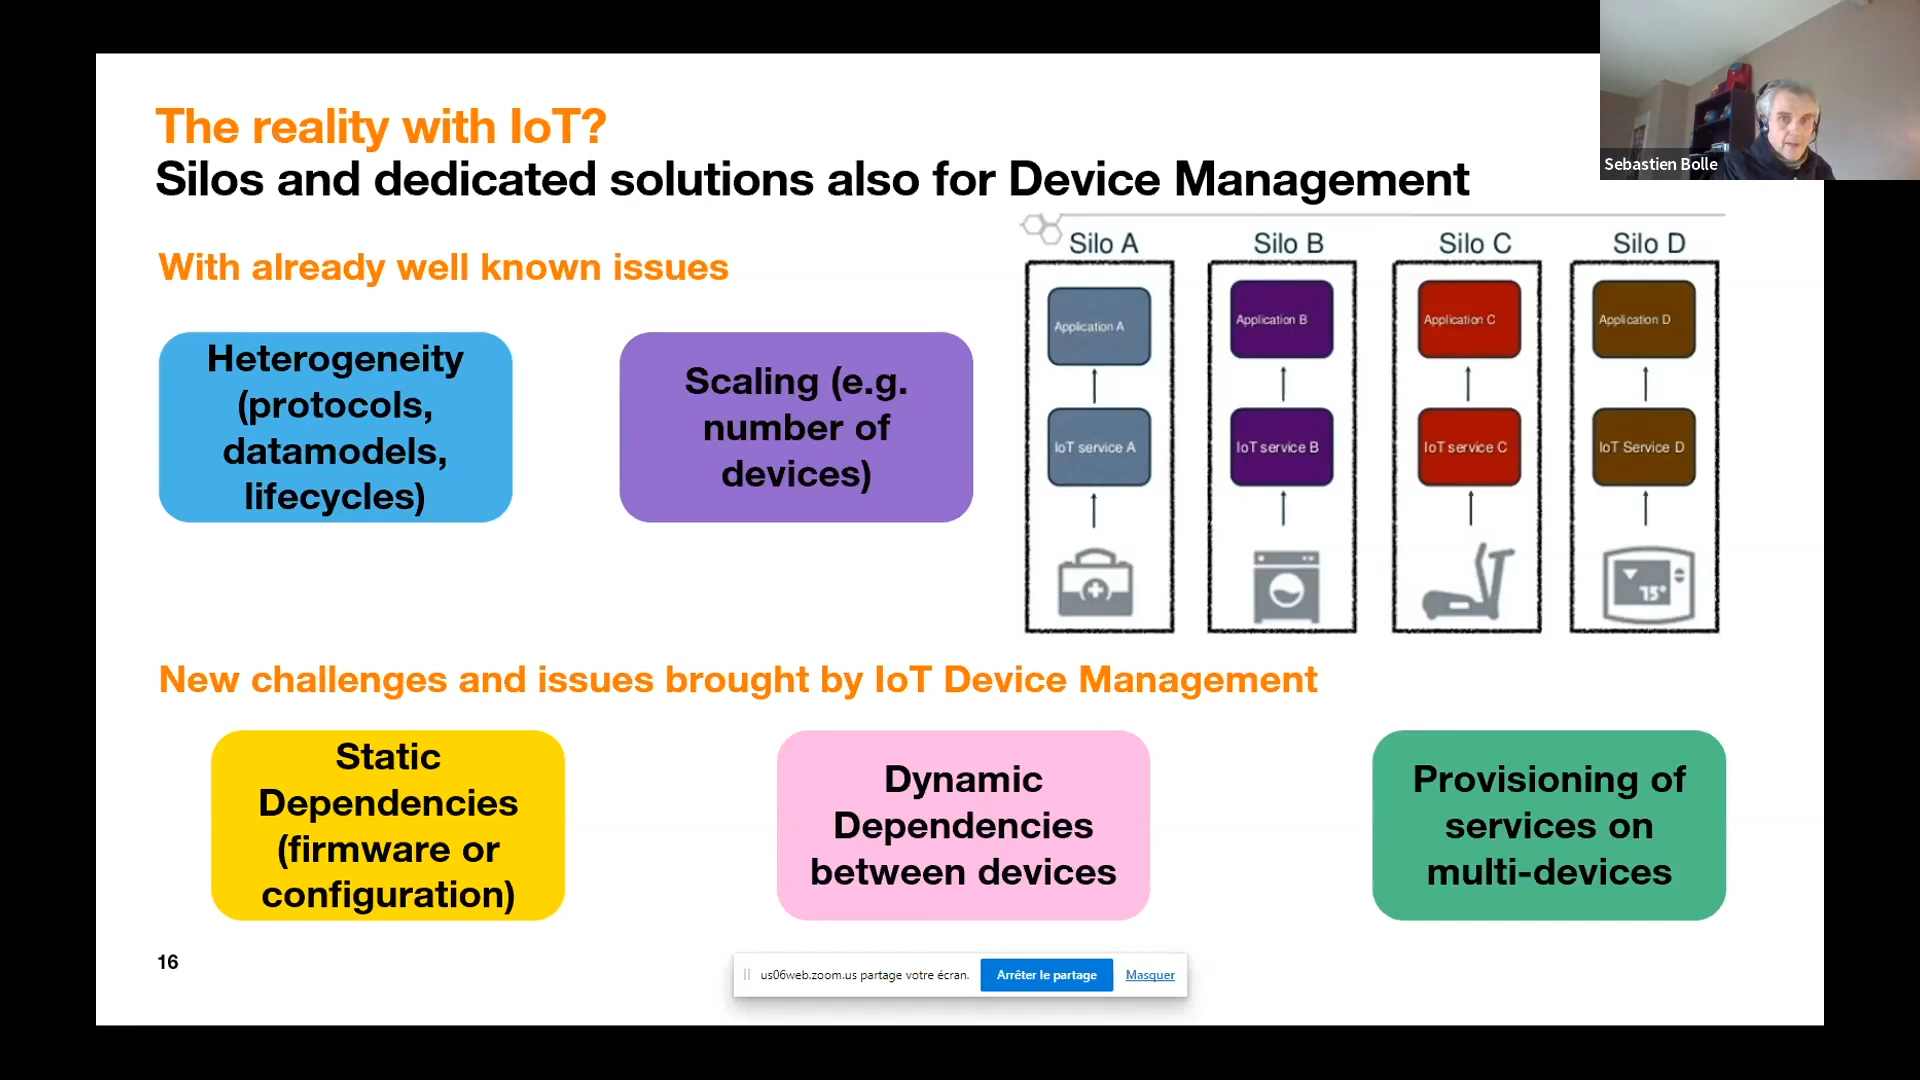 The reality with IoT?
Silos and dedicated solutions also for Device Management
Sebastien Bolle
With already well known issues
Heterogeneity
(protocols,
datamodels,
lifecycles)
Scaling (e.g.
number of
devices)
Silo A
Silo B
Silo C
Silo D
Application A
Application B
Application C
Application D
IoT service A
IoT service B
IoT service C
IoT Service D
75°
New challenges and issues brought by IoT Device Management
Static
Dependencies
(firmware or
configuration)
Dynamic
Dependencies
between devices
Provisioning of
services on
multi-devices
16
us06web.zoom.us partage votre écran.
Arrêter le partage
Masquer